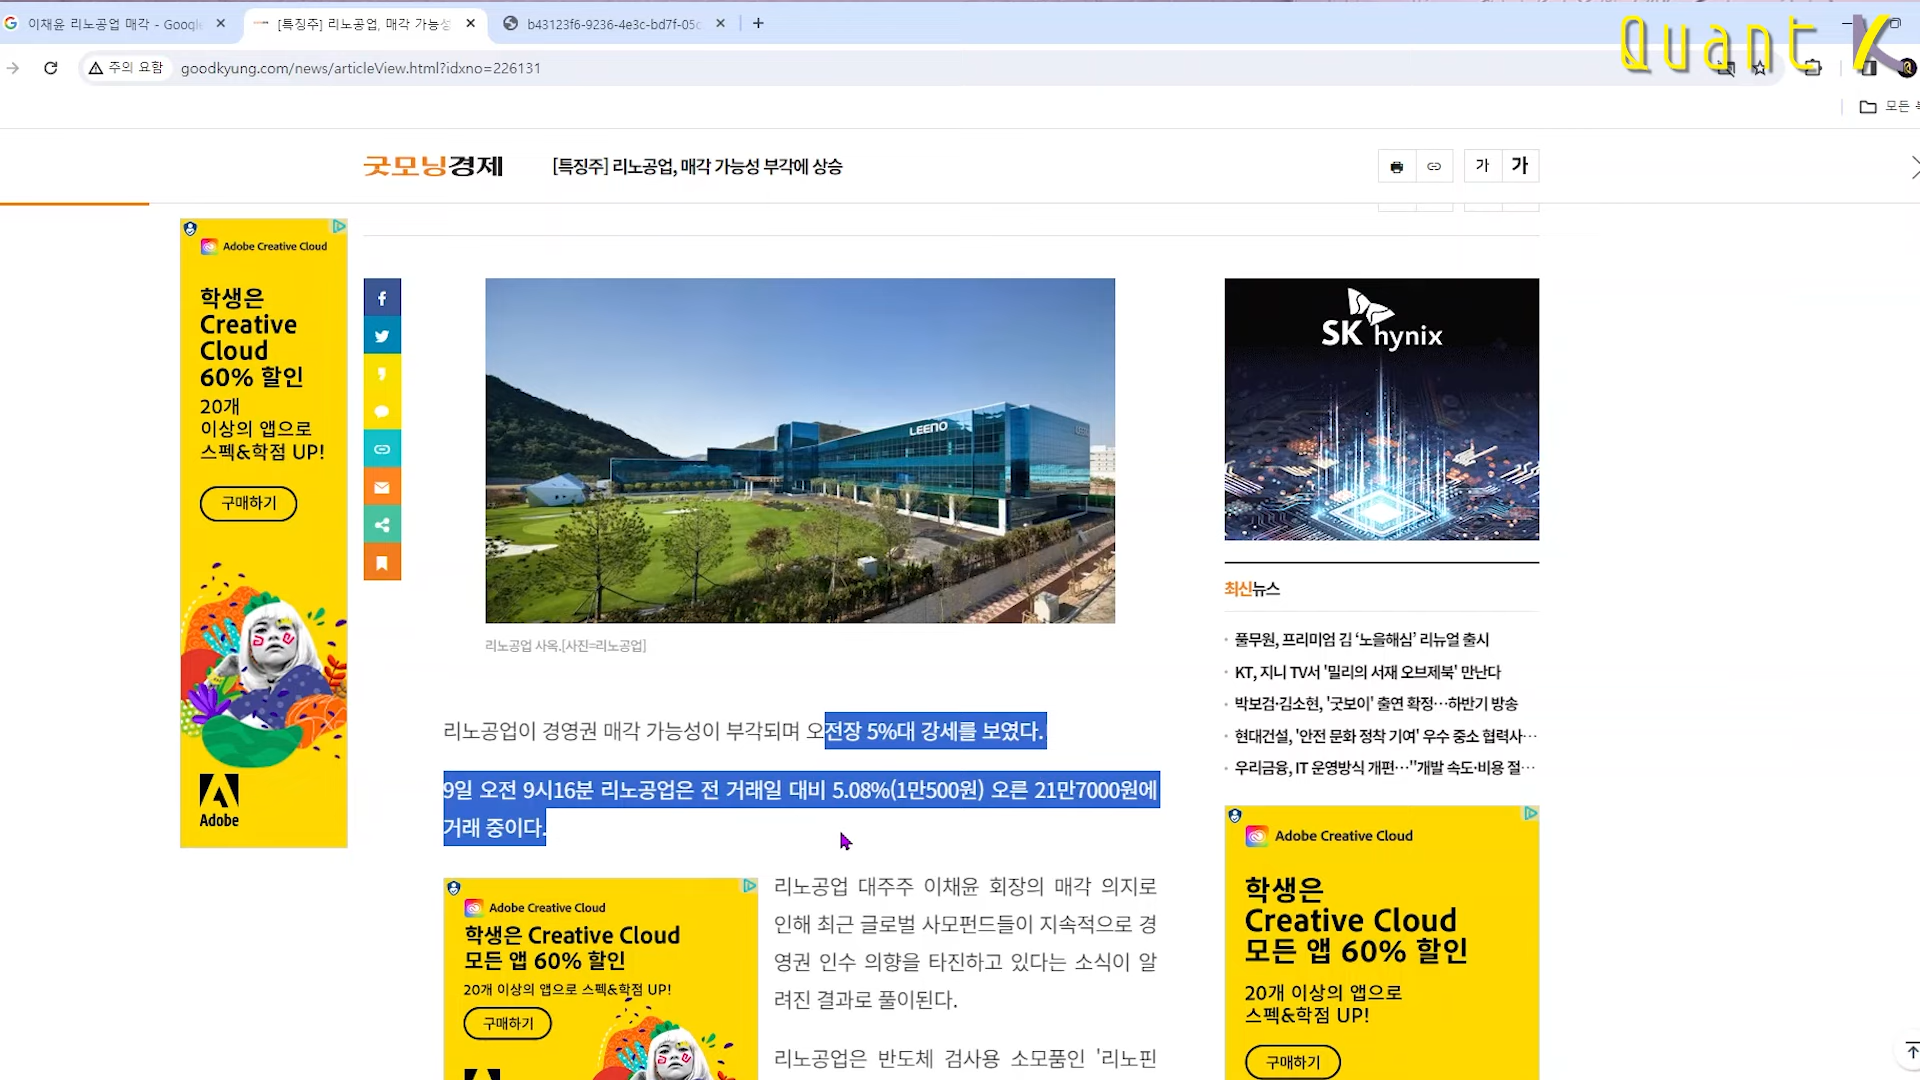 이채윤 리노공업 매각 - Google
[특징주] 리노공업, 매각 가능성
b43123f6-9236-4e3c-bd7f-05c
Quant K
주의 요함
goodkyung.com/news/articleView.html?idxno=226131
모든
굿모닝경제
[특징주] 리노공업, 매각 가능성 부각에 상승
가 가
Adobe Creative Cloud
학생은
Creative
Cloud
60% 할인
20개
이상의 앱으로
스펙&학점 UP!
구매하기
Adobe
LEENO
리노공업 사옥.[사진=리노공업]
리노공업이 경영권 매각 가능성이 부각되며 오전장 5%대 강세를 보였다.
9일 오전 9시16분 리노공업은 전 거래일 대비 5.08%(1만500원) 오른 21만7000원에
거래 중이다.
Adobe Creative Cloud
학생은 Creative Cloud
모든 앱 60% 할인
20개 이상의 앱으로 스펙&학점 UP!
구매하기
리노공업 대주주 이채윤 회장의 매각 의지로
인해 최근 글로벌 사모펀드들이 지속적으로 경
영권 인수 의향을 타진하고 있다는 소식이 알
려진 결과로 풀이된다.
리노공업은 반도체 검사용 소모품인 '리노핀
SK hynix
최신뉴스
풀무원, 프리미엄 김 ‘노을해심’ 리뉴얼 출시
KT, 지니 TV서 '밀리의 서재 오브제북' 만난다
박보검·김소현, '굿보이' 출연 확정…하반기 방송
현대건설, '안전 문화 정착 기여' 우수 중소 협력사…
우리금융, IT 운영방식 개편…"개발 속도·비용 절…
Adobe Creative Cloud
학생은
Creative Cloud
모든 앱 60% 할인
20개 이상의 앱으로
스펙&학점 UP!
구매하기